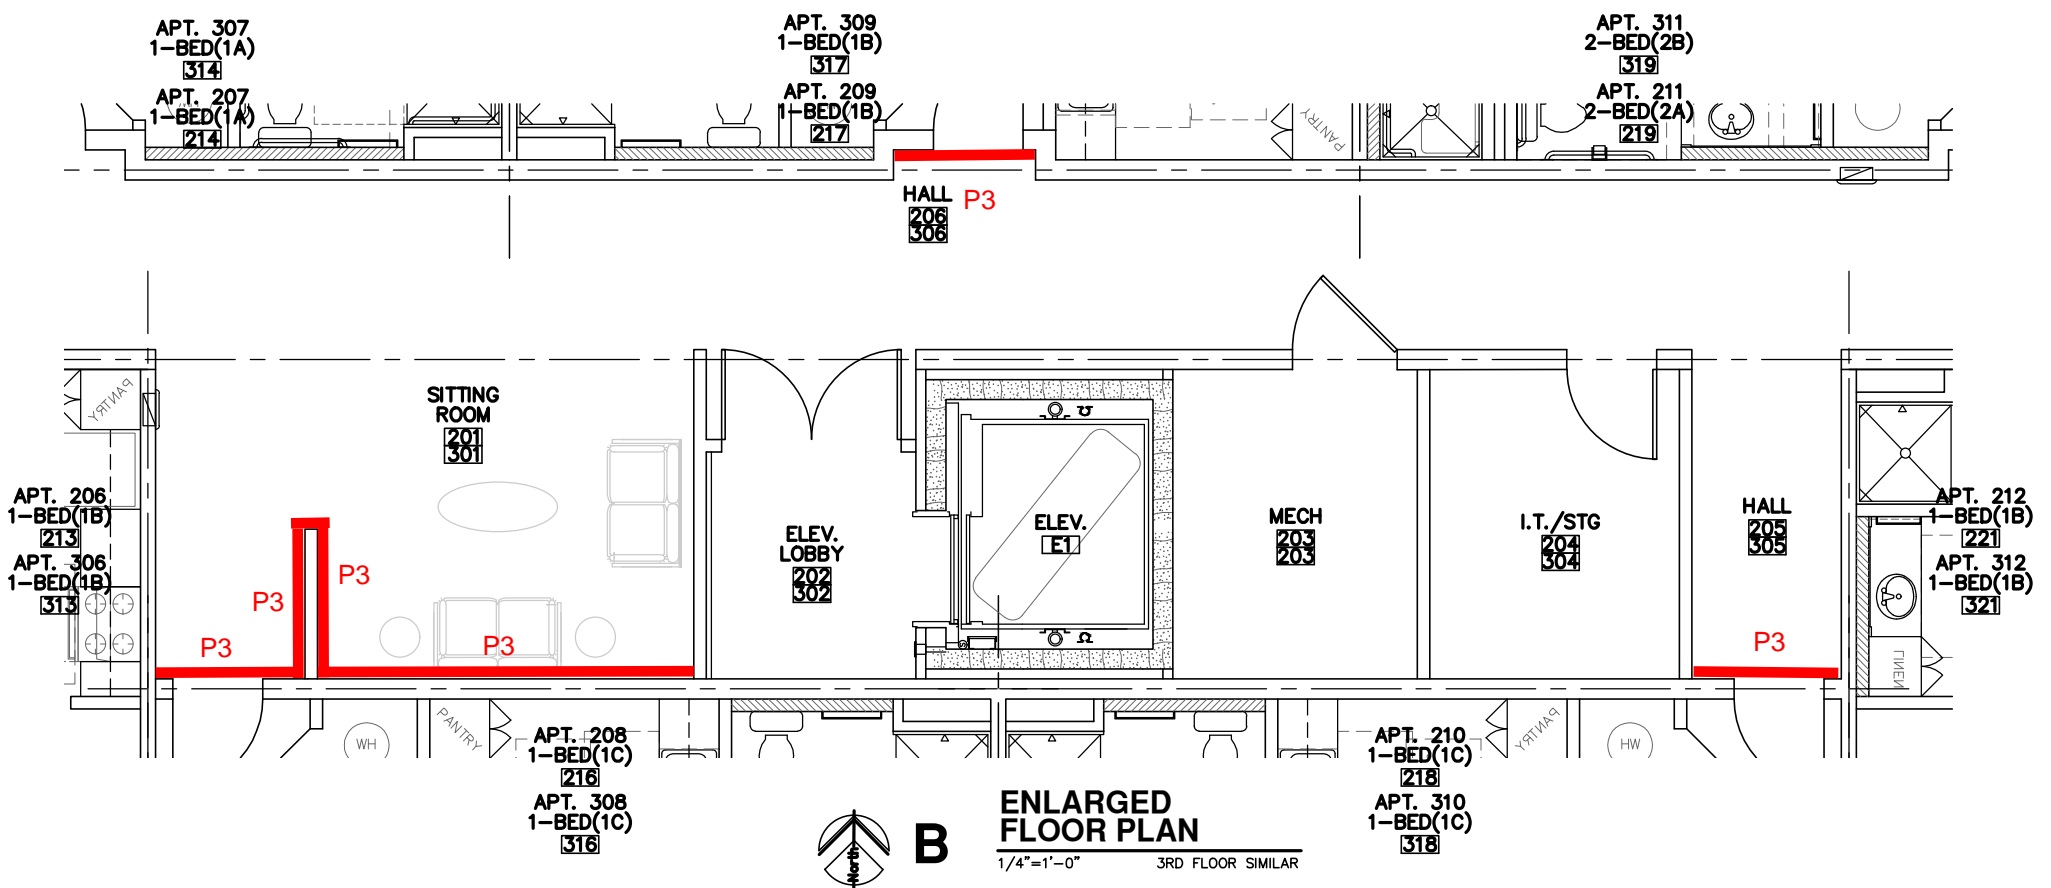 APT. 307
1-BED(1A)
314
APT. 207
1-BED(1A)
214
APT. 309
1-BED(1B)
317
APT. 209
1-BED(1B)
217
APT. 311
2-BED(2B)
319
APT. 211
2-BED(2A)
219
PANTRY
HALL
206
306
P3
PANTRY
SITTING
ROOM
201
301
APT. 206
1-BED(1B)
213
APT. 306
1-BED(1B)
313
P3
P3
P3
P3
ELEV.
LOBBY
202
302
ELEV.
E1
MECH
203
203
I.T./STG
204
304
HALL
205
305
P3
APT. 212
1-BED(1B)
221
APT. 312
1-BED(1B)
321
LINEN
WH
PANTRY
APT. 208
1-BED(1C)
216
APT. 308
1-BED(1C)
316
APT. 210
1-BED(1C)
218
APT. 310
1-BED(1C)
318
PANTRY
WH
North
B
ENLARGED
FLOOR PLAN
1/4"=1'-0" 3RD FLOOR SIMILAR